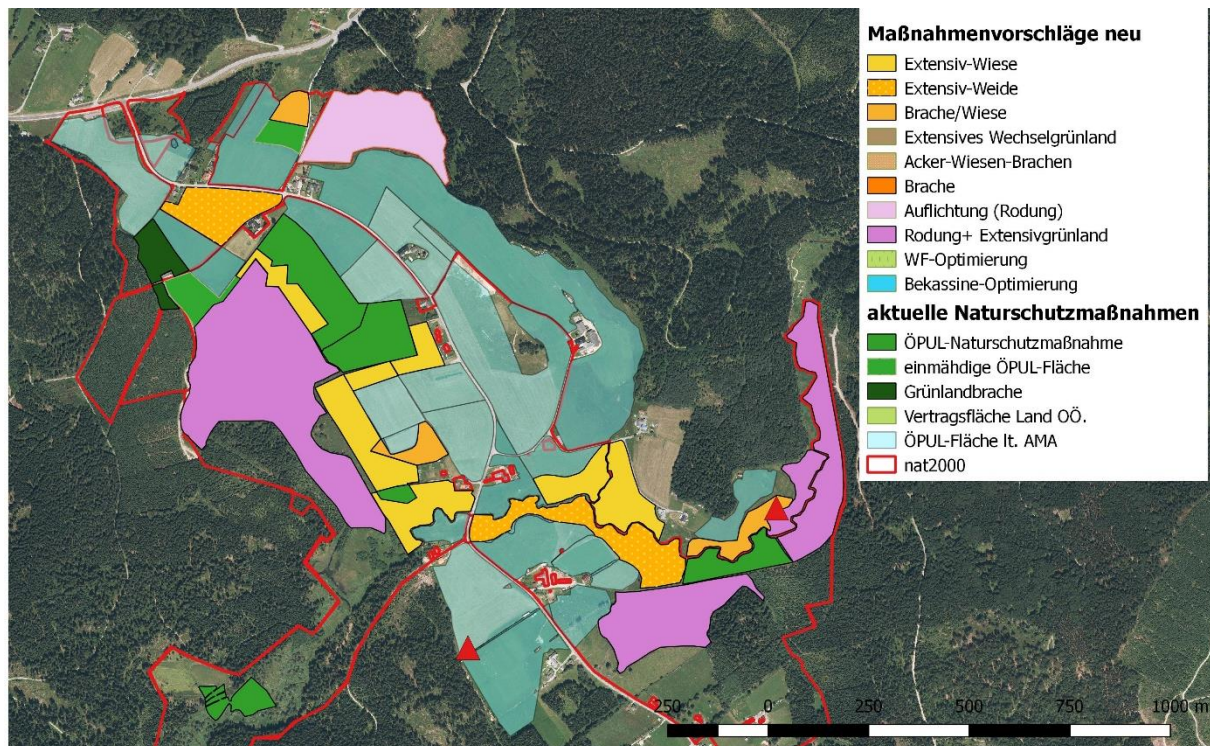 Maßnahmenvorschläge neu
Extensiv-Wiese
Extensiv-Weide
Brache/Wiese
Extensives Wechselgrünland
Acker-Wiesen-Brachen
Brache
Auflichtung (Rodung)
Rodung+ Extensivgrünland
WF-Optimierung
Bekassine-Optimierung
aktuelle Naturschutzmaßnahmen
ÖPUL-Naturschutzmaßnahme
einmähdige ÖPUL-Fläche
Grünlandbrache
Vertragsfläche Land OÖ.
ÖPUL-Fläche lt. AMA
nat2000
250 0 250 500 750 1000 m